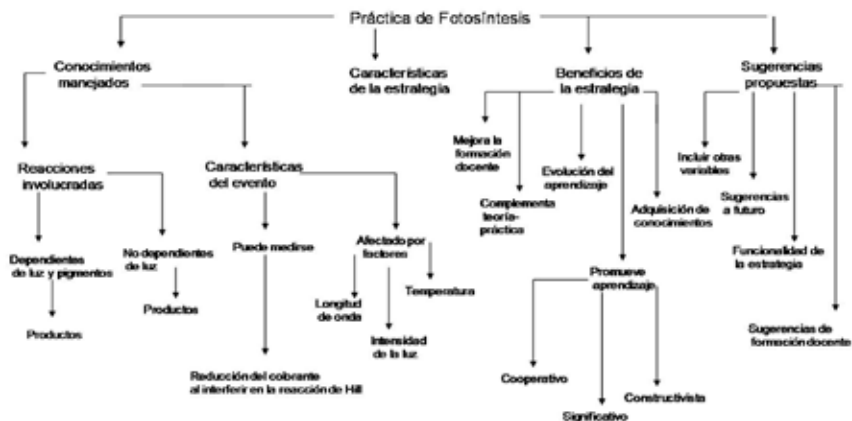 Práctica de Fotosíntesis
Conocimientos
manejados
Características
de la estrategia
Beneficios de
la estrategia
Sugerencias
propuestas
Reacciones
involucradas
Características
del evento
Mejora la
formación
docente
Complementa
teoría-
práctica
Evolución del
aprendizaje
Adquisición de
conocimientos
Incluir otras
variables
Sugerencias
a futuro
Funcionalidad de
la estrategia
Sugerencias de
formación docente
Dependientes
de luz y pigmentos
No dependientes
de luz
Puede medirse
Afectado por
factores
Productos
Productos
Longitud
de onda
Intensidad
de la luz
Temperatura
Promueve
aprendizaje
Reducción del colorante
al interferir en la reacción de Hill
Cooperativo
Significativo
Constructivista